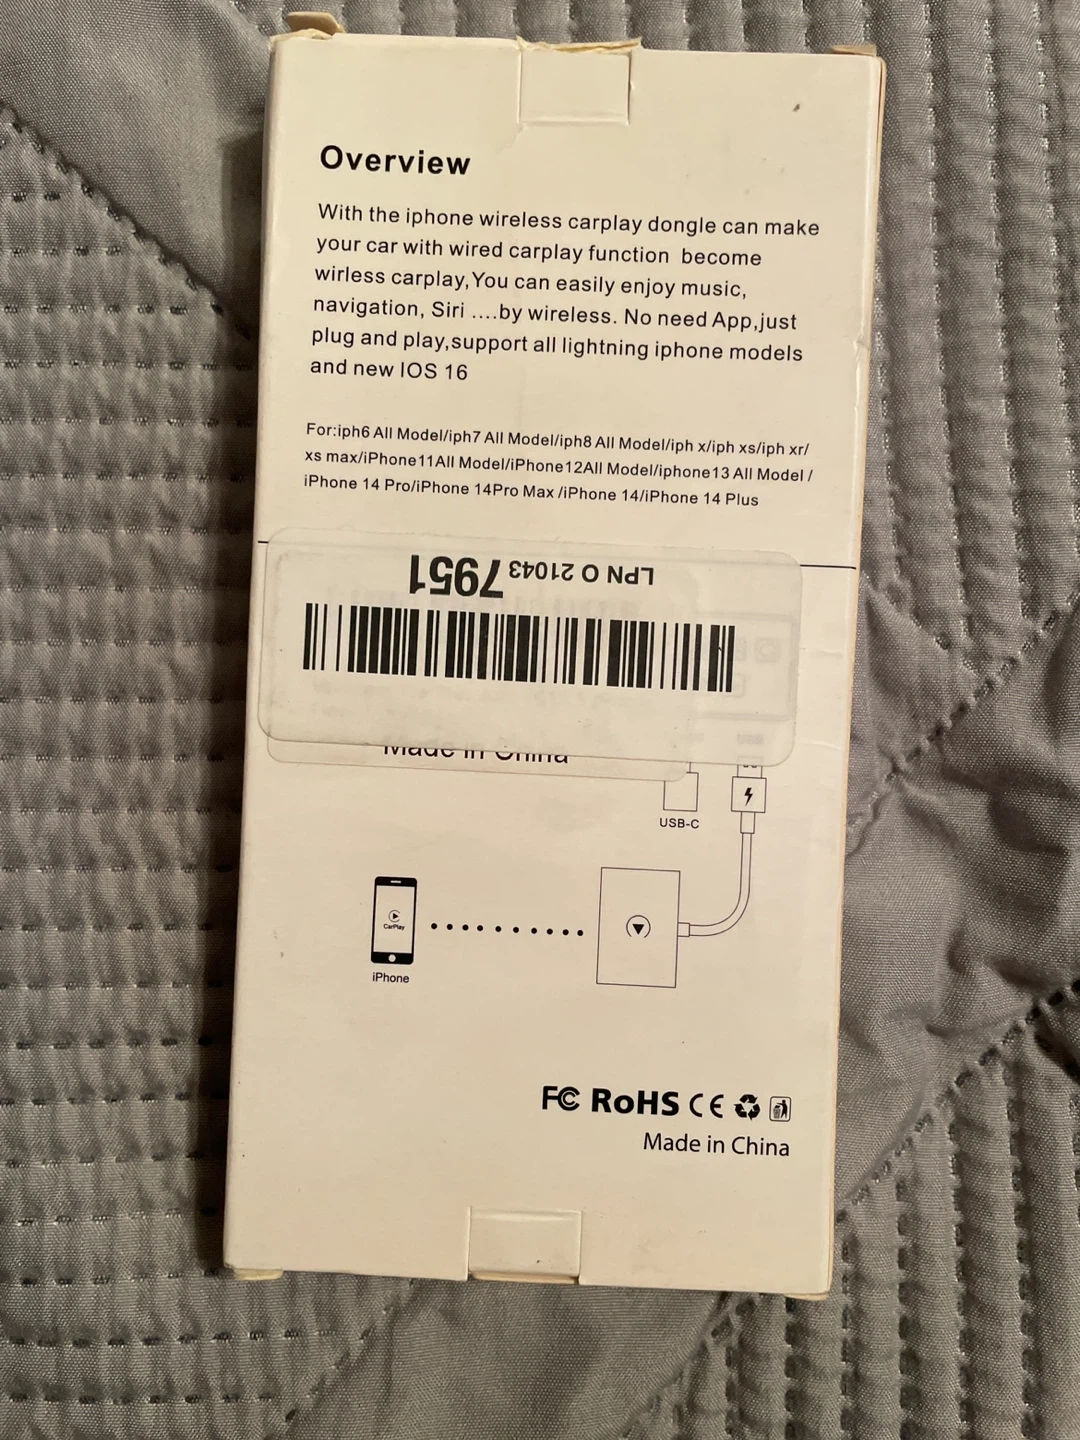 Overview
With the iphone wireless carplay dongle can make
your car with wired carplay function become
wirless carplay,You can easily enjoy music,
navigation, Siri ....by wireless. No need App,just
plug and play,support all lightning iphone models
and new IOS 16
For:iph6 All Model/iph7 All Model/iph8 All Model/iph x/iph xs/iph xr/
xs max/iPhone11All Model/iPhone12All Model/iphone13 All Model /
iPhone 14 Pro/iPhone 14Pro Max /iPhone 14/iPhone 14 Plus
LPN O 21043 7951
Made in China
USB-C
CarPlay
iPhone
FC RoHS CE
Made in China